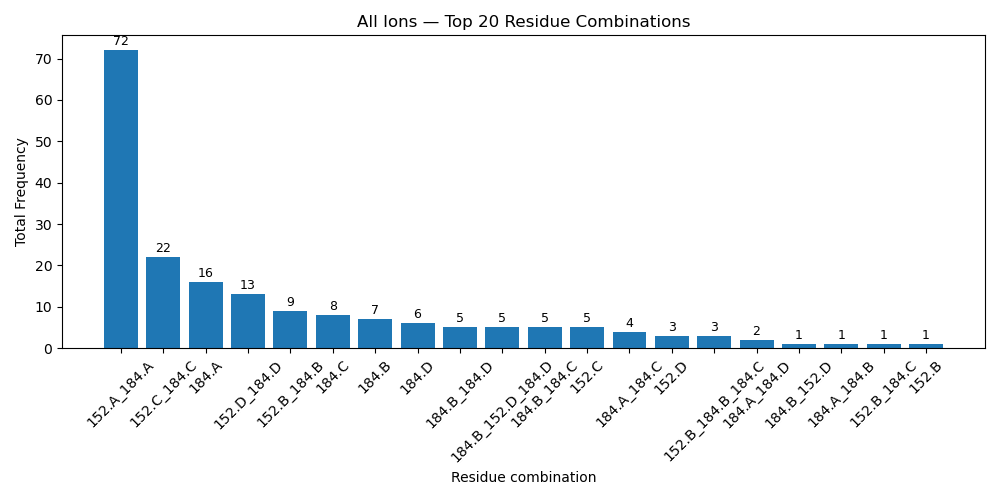 All Ions — Top 20 Residue Combinations
72
22
16
13
9
8
7
6
5
5
5
5
4
3
3
2
1
1
1
1
70
60
50
40
30
20
10
0
Total Frequency
152.A_184.A
152.C_184.C
184.A
152.D_184.D
152.B_184.B
184.C
184.B
184.D
184.B_184.D
184.B_152.D_184.D
184.B_184.C
152.C
184.A_184.C
152.D
152.B_184.B_184.C
184.A_184.D
184.B_152.D
184.A_184.B
152.B_184.C
152.B
Residue combination